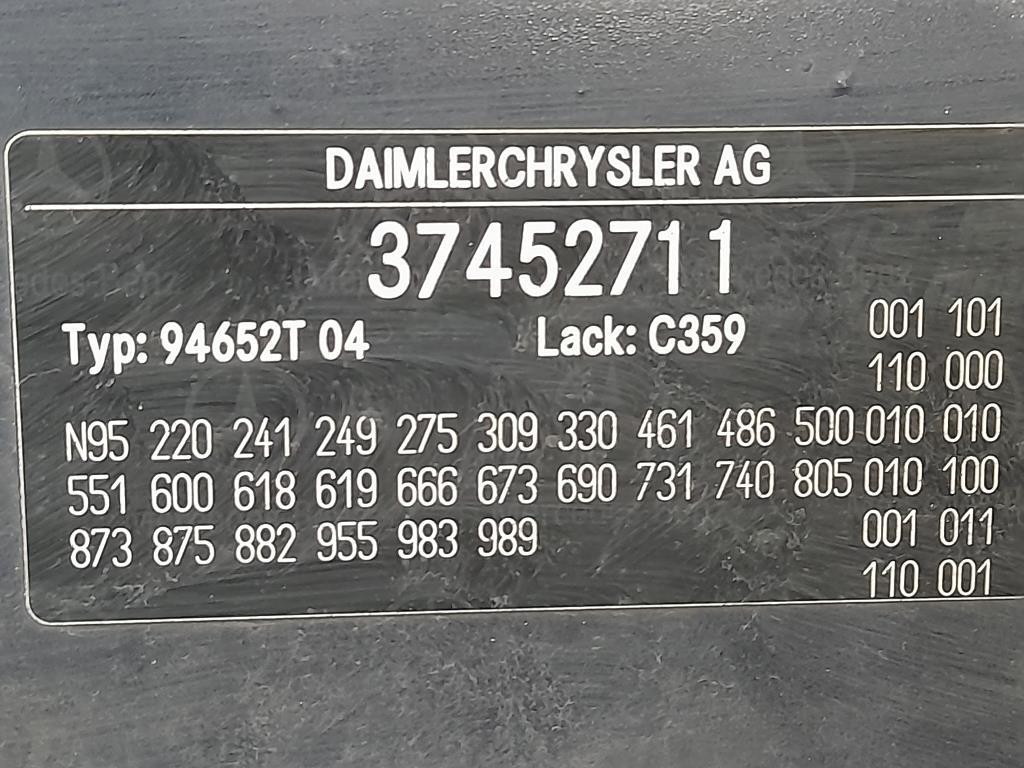 DAIMLERCHRYSLER AG
37452711
Typ: 94652T 04 Lack: C359 001 101
110 000
N95 220 241 249 275 309 330 461 486 500 010 010
551 600 618 619 666 673 690 731 740 805 010 100
873 875 882 955 983 989 001 011
110 001